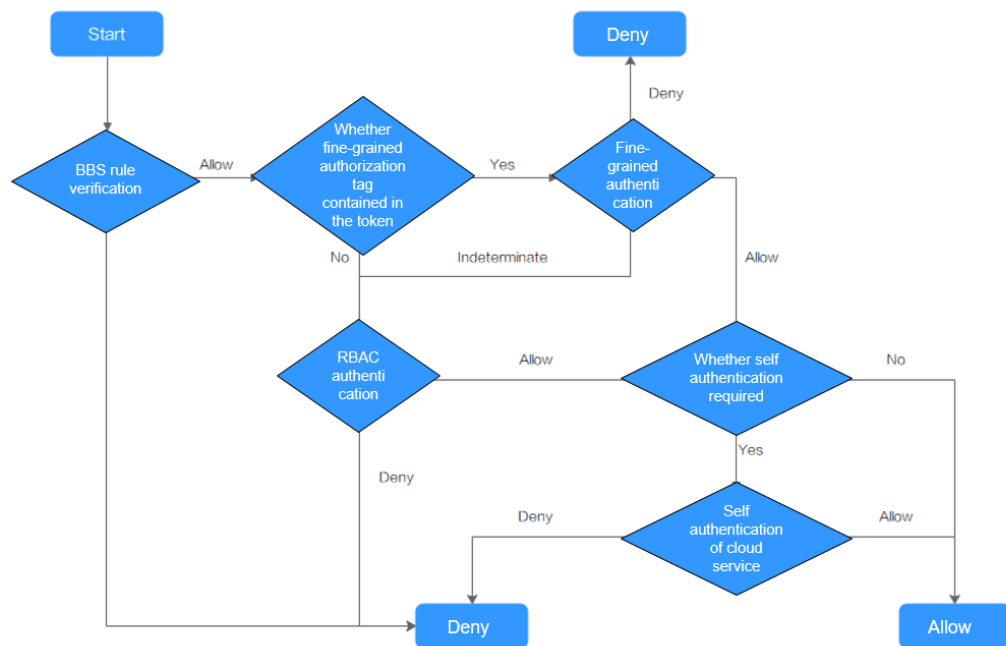 Start
Deny
Deny
Whether
fine-grained
authorization
tag
contained in
the token
Fine-
grained
authenti
cation
BBS rule
verification
Allow
Yes
No
Indeterminate
Allow
RBAC
authenti
cation
Allow
Whether self
authentication
required
No
Yes
Deny
Deny
Self
authentication
of cloud
service
Allow
Deny
Allow